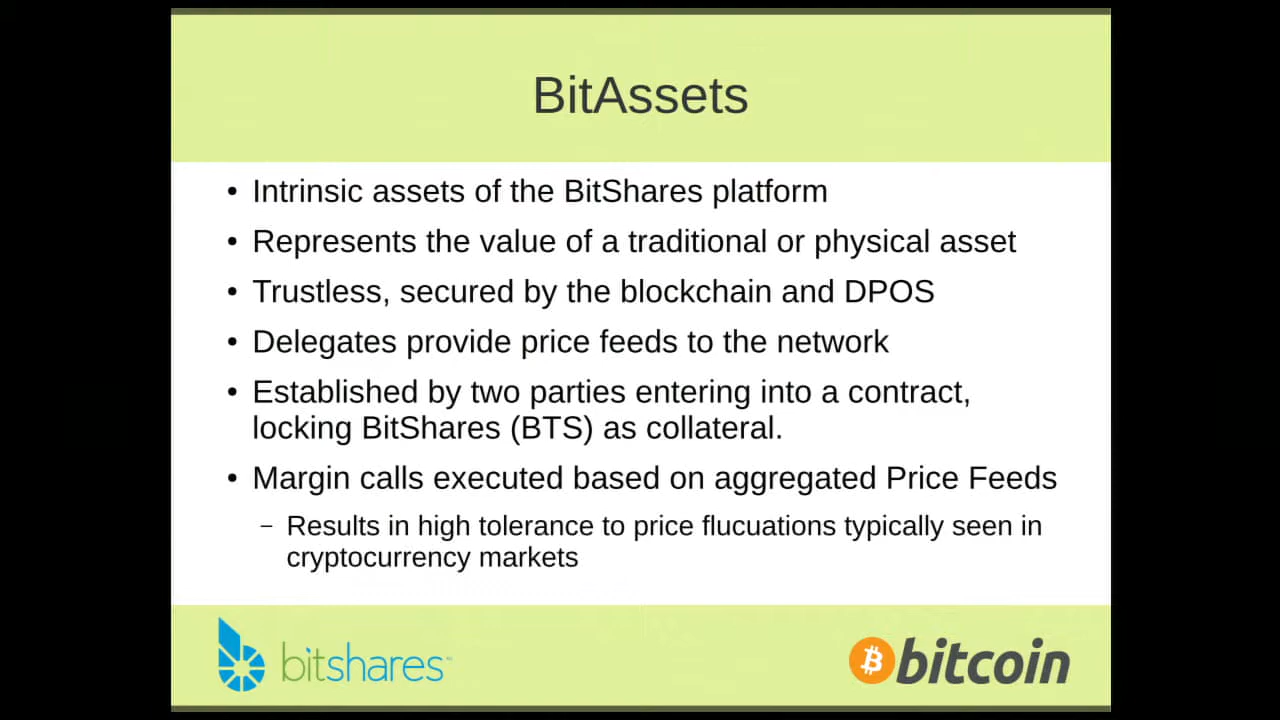 BitAssets
• Intrinsic assets of the BitShares platform
• Represents the value of a traditional or physical asset
• Trustless, secured by the blockchain and DPOS
• Delegates provide price feeds to the network
• Established by two parties entering into a contract,
locking BitShares (BTS) as collateral.
• Margin calls executed based on aggregated Price Feeds
– Results in high tolerance to price flucuations typically seen in
cryptocurrency markets
bitshares™
bitcoin